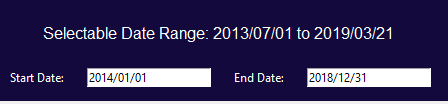 Selectable Date Range: 2013/07/01 to 2019/03/21
Start Date: 2014/01/01 End Date: 2018/12/31